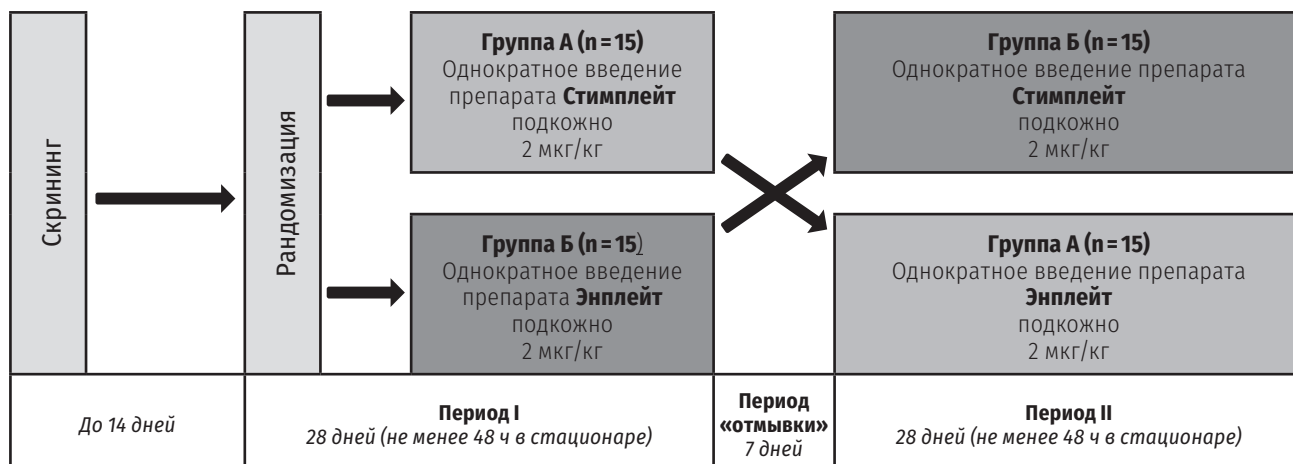 Скрининг
Рандомизация
Группа А (n = 15)
Однократное введение
препарата Стимплейт
подкожно
2 мкг/кг
Группа Б (n = 15)
Однократное введение
препарата Энплейт
подкожно
2 мкг/кг
Группа Б (n = 15)
Однократное введение препарата
Стимплейт
подкожно
2 мкг/кг
Группа А (n = 15)
Однократное введение препарата
Энплейт
подкожно
2 мкг/кг
До 14 дней
Период I
28 дней (не менее 48 ч в стационаре)
Период
«отмывки»
7 дней
Период II
28 дней (не менее 48 ч в стационаре)